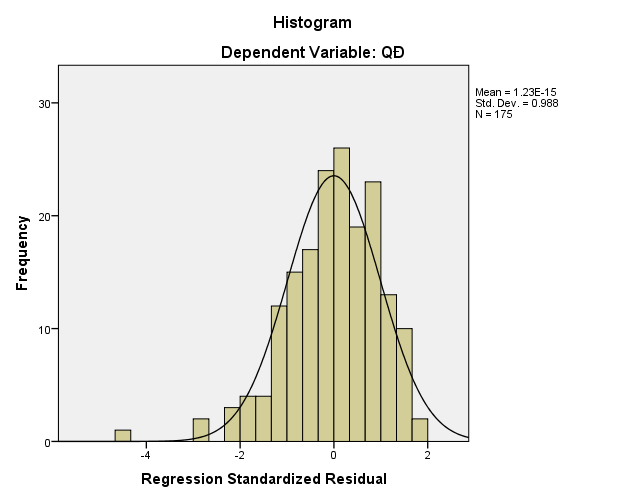 Histogram
Dependent Variable: QĐ
Mean = 1.23E-15
Std. Dev. = 0.988
N = 175
Frequency
30
20
10
0
-4
-2
0
2
Regression Standardized Residual